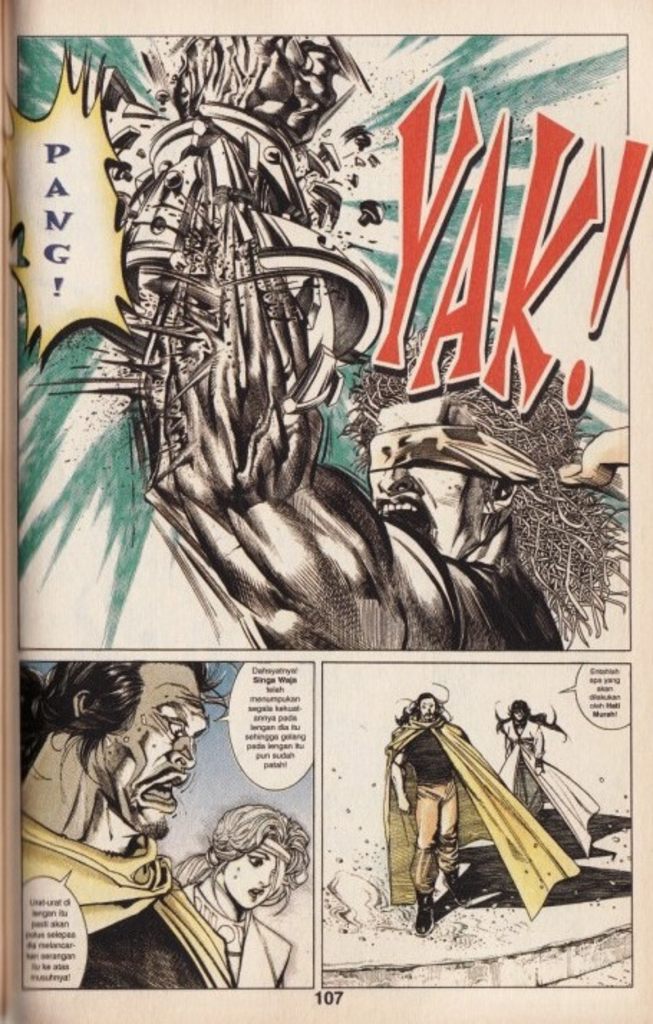 P
A
N
G
!
YAK!
Dahsyatnya!
Singa Waja
telah
menumpukan
segala kekuat-
annya pada
lengan dia itu
sehingga gelang
pada lengan itu
pun sudah
patah!
Urat-urat di
lengan itu
pasti akan
putus selepas
dia melancar-
kan serangan
itu ke atas
musuhnya!
Entahlah
apa yang
akan
dilakukan
oleh Hati
Murah!
107